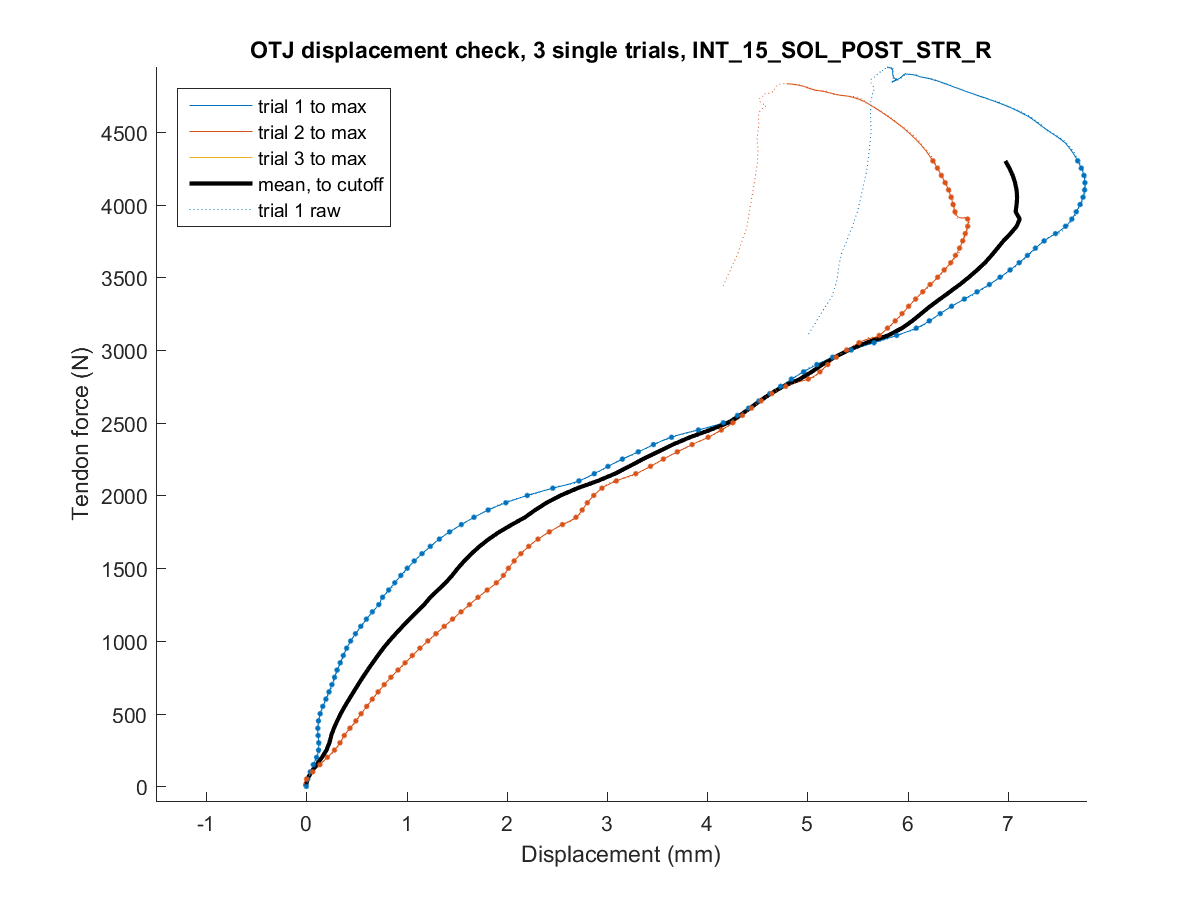 OTJ displacement check, 3 single trials, INT_15_SOL_POST_STR_R
trial 1 to max
trial 2 to max
trial 3 to max
mean, to cutoff
trial 1 raw
4500
4000
3500
3000
2500
2000
1500
1000
500
0
Tendon force (N)
-1 0 1 2 3 4 5 6 7
Displacement (mm)